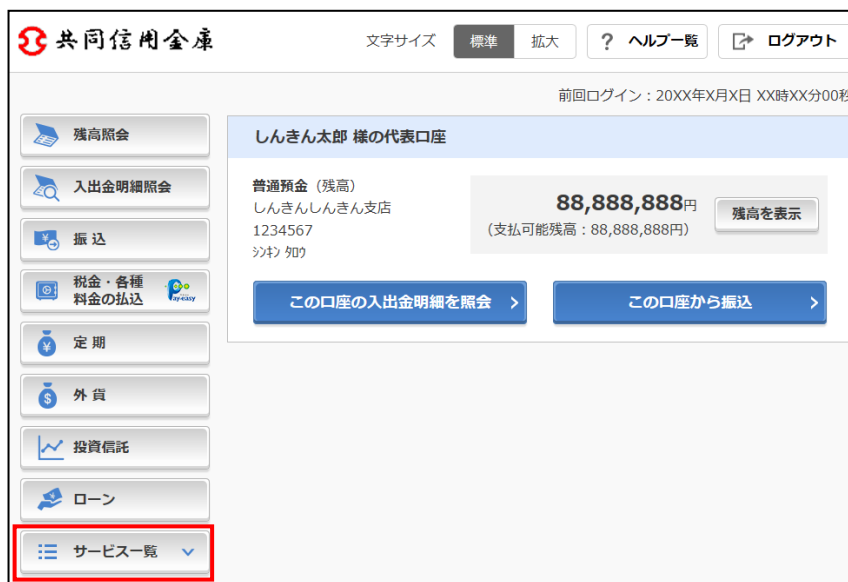 共同信用金庫
文字サイズ 標準 拡大 ? ヘルプ一覧 ログアウト
前回ログイン：20XX年X月X日 XX時XX分00秒
残高照会
入出金明細照会
振込
税金・各種
料金の払込
Pay-easy
定期
外貨
投資信託
ローン
サービス一覧
しんきん太郎 様の代表口座
普通預金（残高）
しんきんしんきん支店
1234567
ｼﾝｷﾝ ﾀﾛｳ
88,888,888円
（支払可能残高：88,888,888円）
残高を表示
この口座の入出金明細を照会
この口座から振込